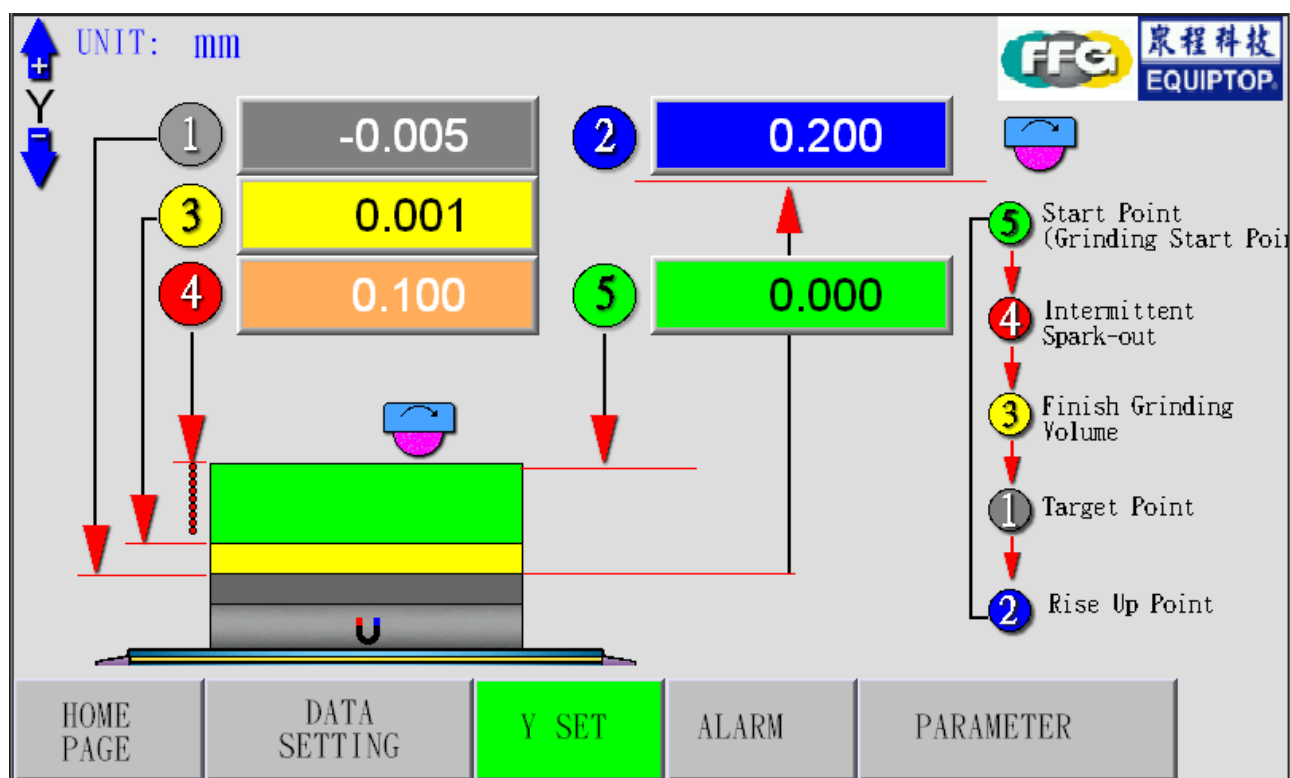 UNIT: mm
FFG
眾程科技
EQUIPTOP®
+
Y
-
1
-0.005
2
0.200
3
0.001
4
0.100
5
0.000
5
Start Point
(Grinding Start Poi
4
Intermittent
Spark-out
3
Finish Grinding
Volume
1
Target Point
2
Rise Up Point
HOME
PAGE
DATA
SETTING
Y SET
ALARM
PARAMETER